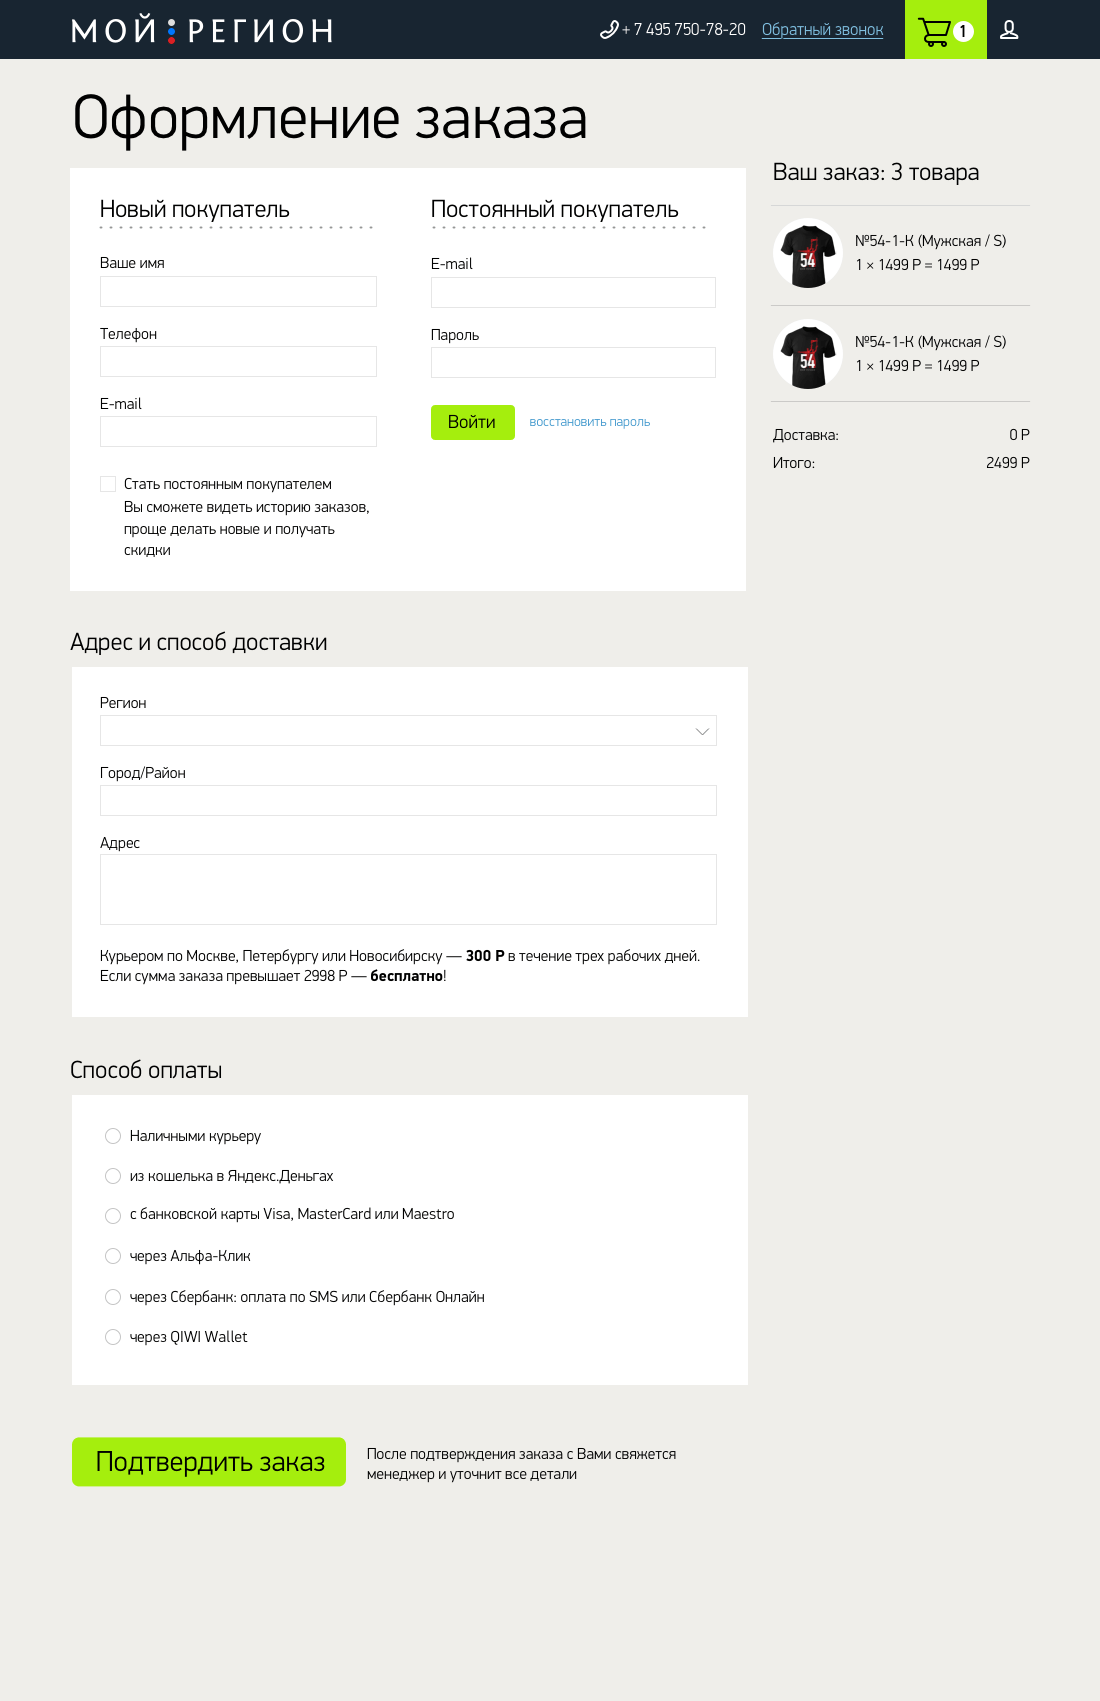 МОЙ РЕГИОН
+ 7 495 750-78-20
Обратный звонок
1
Оформление заказа
Новый покупатель
Ваше имя
Телефон
E-mail
Стать постоянным покупателем
Вы сможете видеть историю заказов,
проще делать новые и получать
скидки
Постоянный покупатель
E-mail
Пароль
Войти
восстановить пароль
Ваш заказ: 3 товара
54
№54-1-К (Мужская / S)
1 × 1499 Р = 1499 Р
54
№54-1-К (Мужская / S)
1 × 1499 Р = 1499 Р
Доставка: 0 Р
Итого: 2499 Р
Адрес и способ доставки
Регион
Город/Район
Адрес
Курьером по Москве, Петербургу или Новосибирску — 300 Р в течение трех рабочих дней.
Если сумма заказа превышает 2998 Р — бесплатно!
Способ оплаты
Наличными курьеру
из кошелька в Яндекс.Деньгах
с банковской карты Visa, MasterCard или Maestro
через Альфа-Клик
через Сбербанк: оплата по SMS или Сбербанк Онлайн
через QIWI Wallet
Подтвердить заказ
После подтверждения заказа с Вами свяжется
менеджер и уточнит все детали